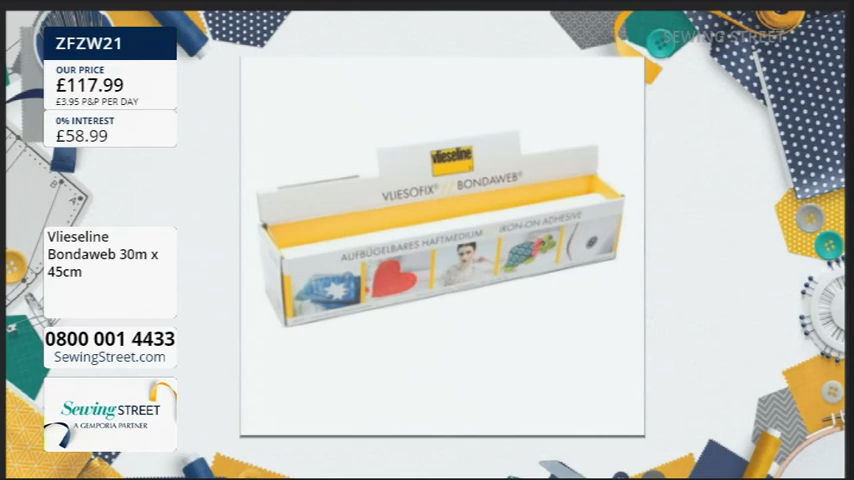 ZFZW21
OUR PRICE
£117.99
£3.95 P&P PER DAY
0% INTEREST
£58.99
Vlieseline
Bondaweb 30m x
45cm
0800 001 4433
SewingStreet.com
Sewing STREET
A GEMPORIA PARTNER
SEWING STREET
vlieseline
VLIESOFIX® // BONDAWEB®
AUFBÜGELBARES HAFTMEDIUM // IRON-ON ADHESIVE